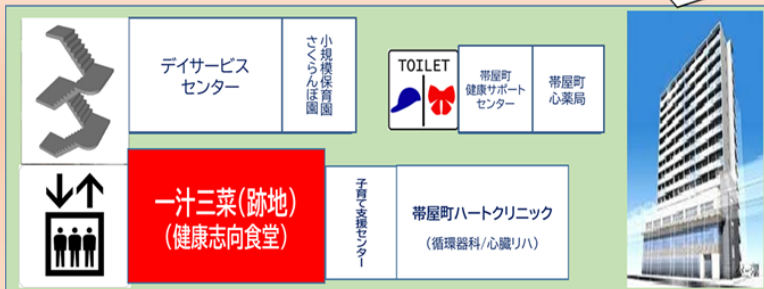 デイサービス
センター
小規模保育園
さくらんぼ園
TOILET
帯屋町
健康サポート
センター
帯屋町
心薬局
一汁三菜(跡地)
(健康志向食堂)
子育て支援センター
帯屋町ハートクリニック
(循環器科/心臓リハ)